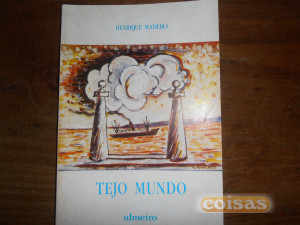 HENRIQUE MADEIRA
TEJO MUNDO
ulmeiro
coisas